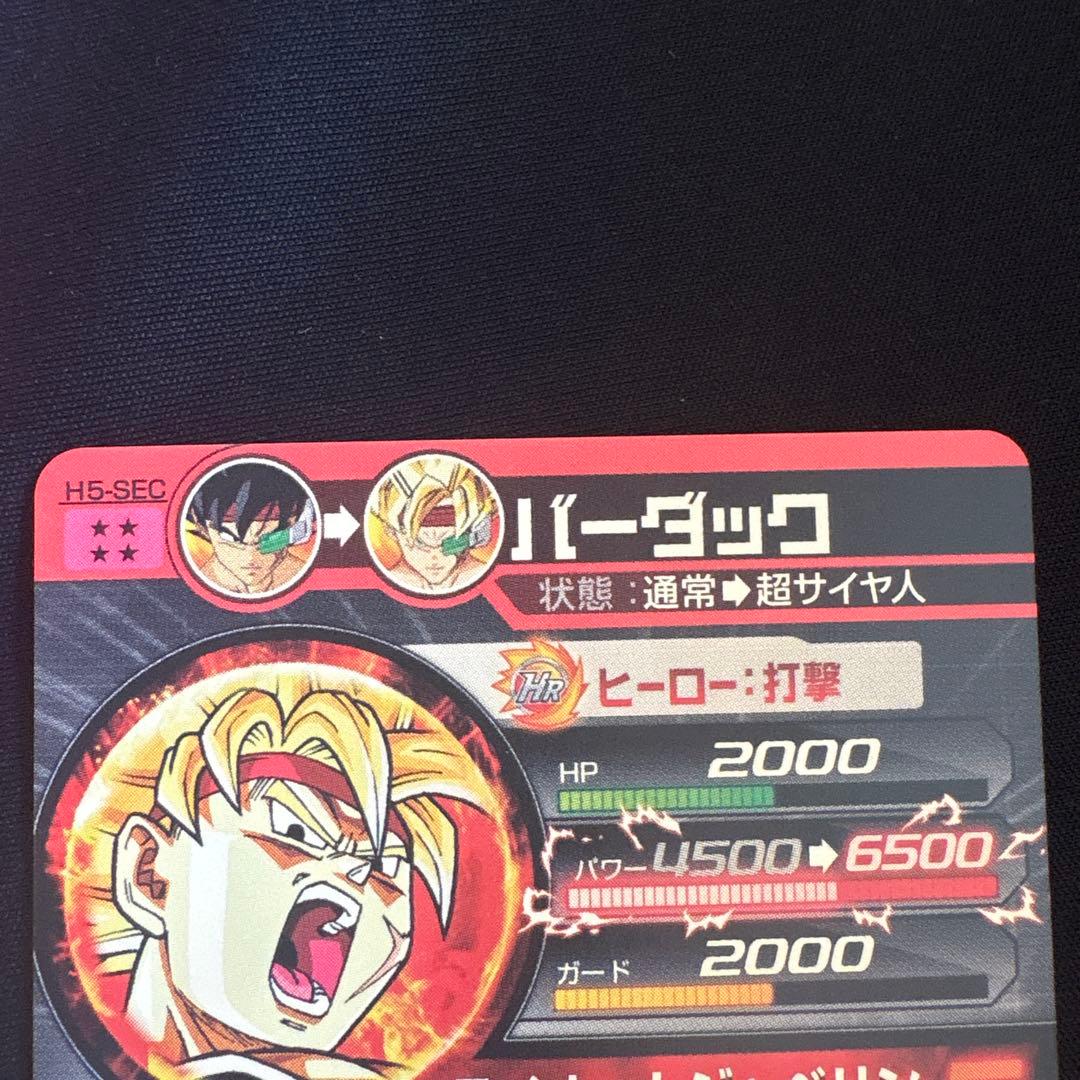 H5-SEC
★★
★★
バーダック
状態:通常➡超サイヤ人
HR ヒーロー:打撃
HP 2000
パワー 4500➡6500
ガード 2000